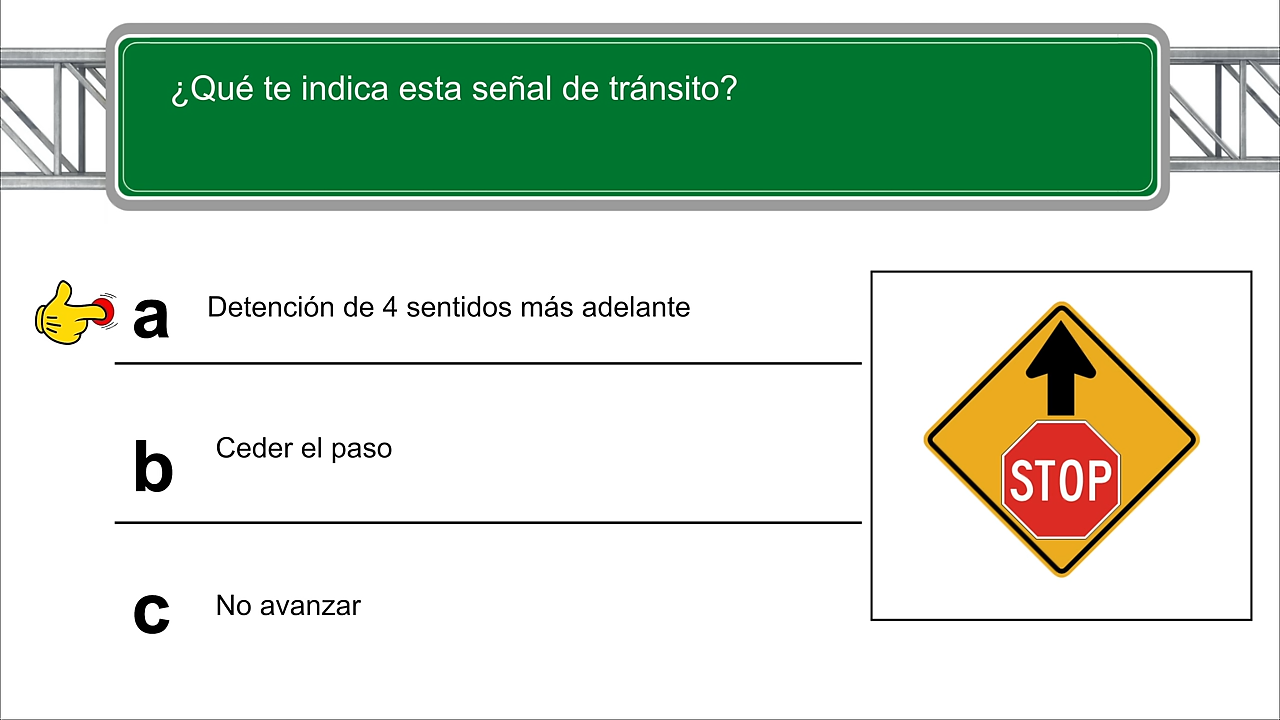 ¿Qué te indica esta señal de tránsito?
a Detención de 4 sentidos más adelante
b Ceder el paso
c No avanzar
STOP